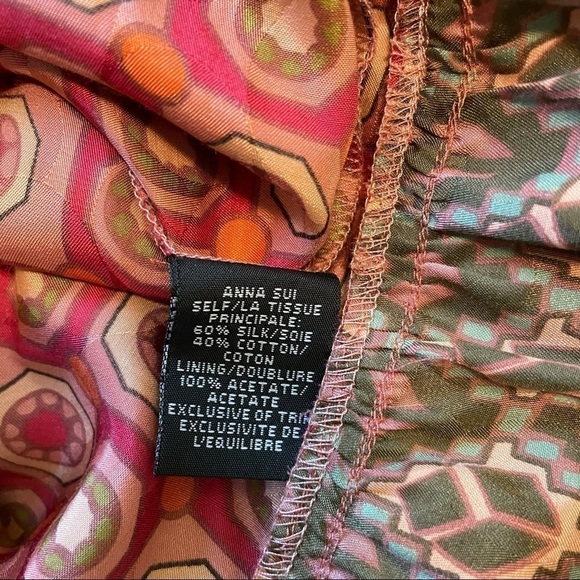 ANNA SUI
SELF/LA TISSUE
PRINCIPALE:
60% SILK/SOIE
40% COTTON/
COTON
LINING/DOUBLURE
100% ACETATE/
ACETATE
EXCLUSIVE OF TRIM
EXCLUSIVITE DE
L'EQUILIBRE